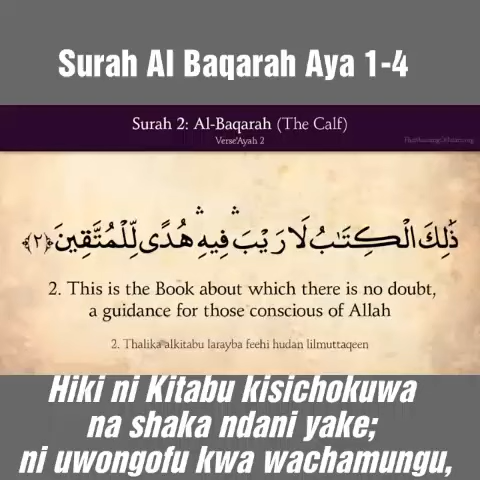 Surah Al Baqarah Aya 1-4
Surah 2: Al-Baqarah (The Calf)
Verse/Ayah 2
ذَٰلِكَ الْكِتَـٰبُ لَا رَيْبَ ۛ فِيهِ ۛ هُدًى لِّلْمُتَّقِينَ ﴿٢﴾
2. This is the Book about which there is no doubt,
a guidance for those conscious of Allah
2. Thalika alkitabu larayba feehi hudan lilmuttaqeen
Hiki ni Kitabu kisichokuwa
na shaka ndani yake;
ni uwongofu kwa wachamungu,